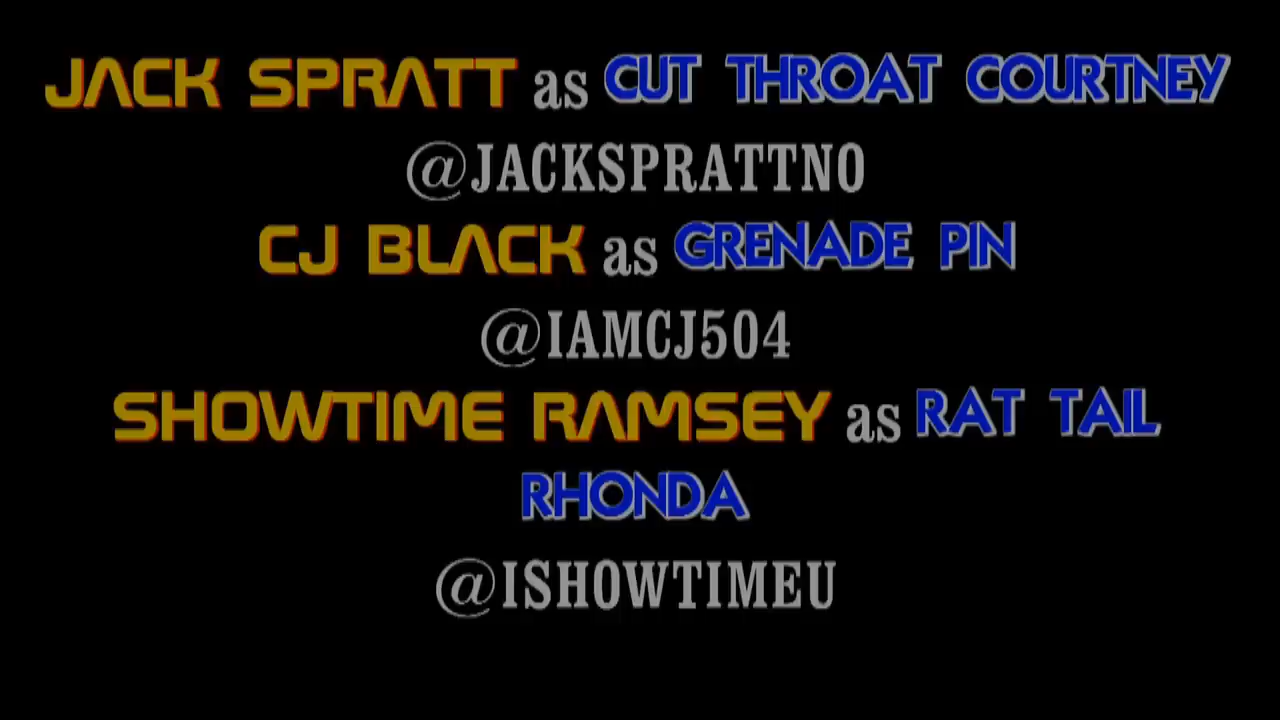 JACK SPRATT as CUT THROAT COURTNEY
@JACKSPRATTNO
CJ BLACK as GRENADE PIN
@IAMCJ504
SHOWTIME RAMSEY as RAT TAIL
RHONDA
@ISHOWTIMEU